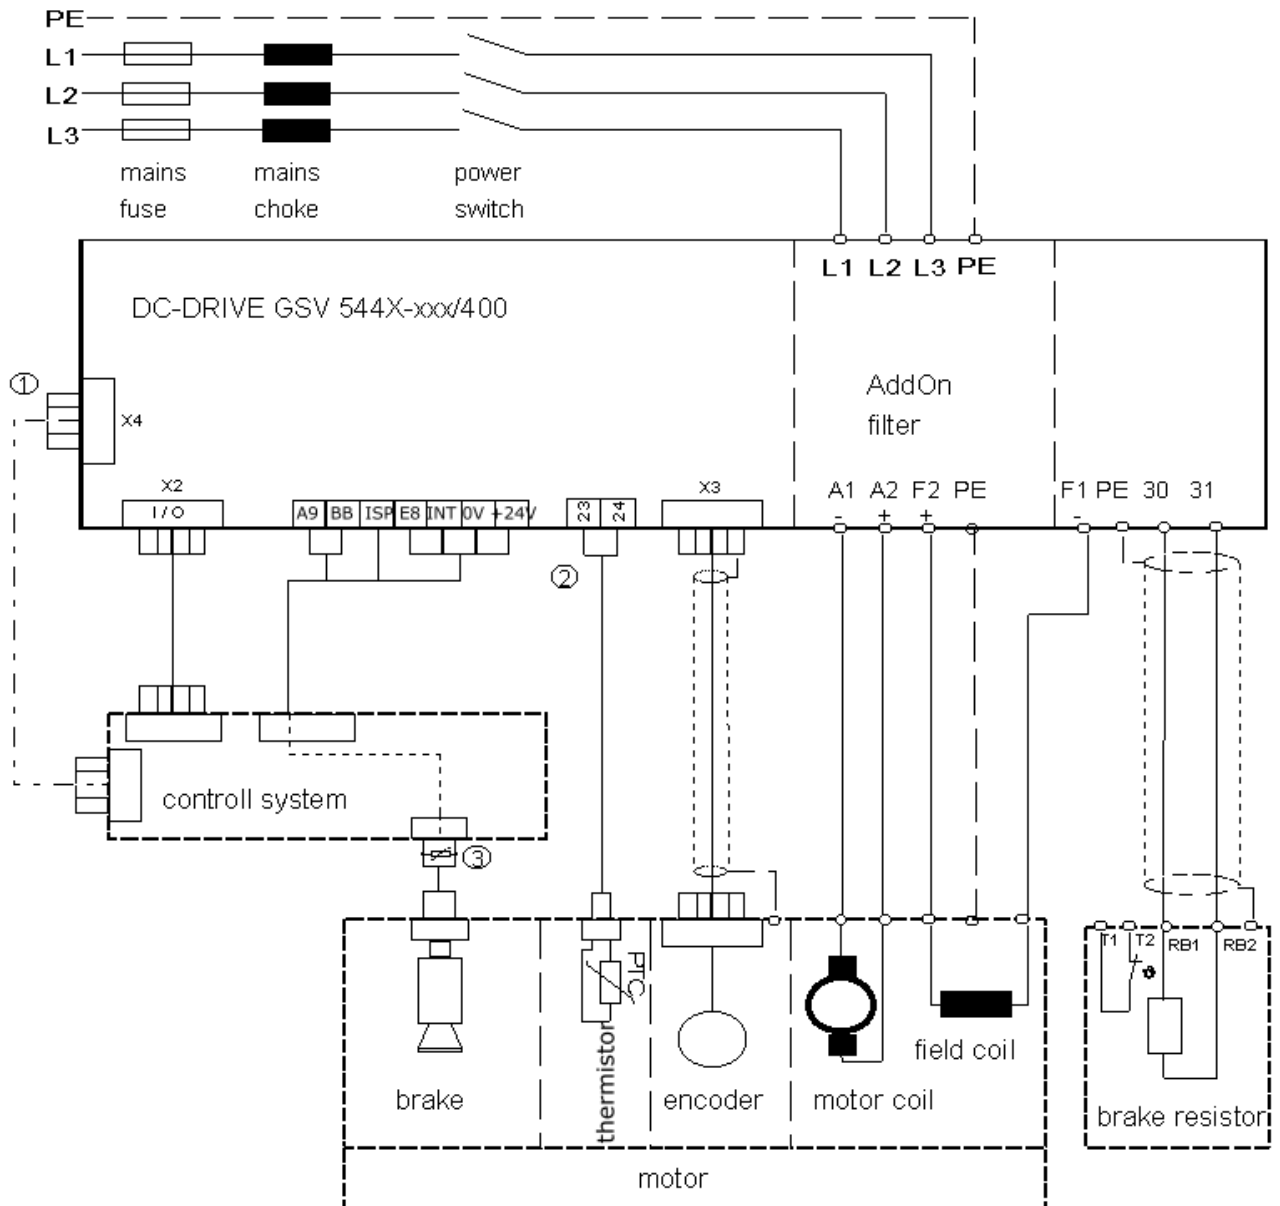 PE
L1
L2
L3
mains fuse
mains choke
power switch
L1 L2 L3 PE
DC-DRIVE GSV 544X-xxx/400
AddOn filter
1
X4
X2
I/O
A9 BB ISP E8 INT 0V +24V
23 24
X3
A1 A2 F2 PE
- + +
F1 PE 30 31
-
2
controll system
3
T1 T2 RB1 RB2
PTC
thermistor
ϑ
brake
encoder
motor coil
field coil
brake resistor
motor